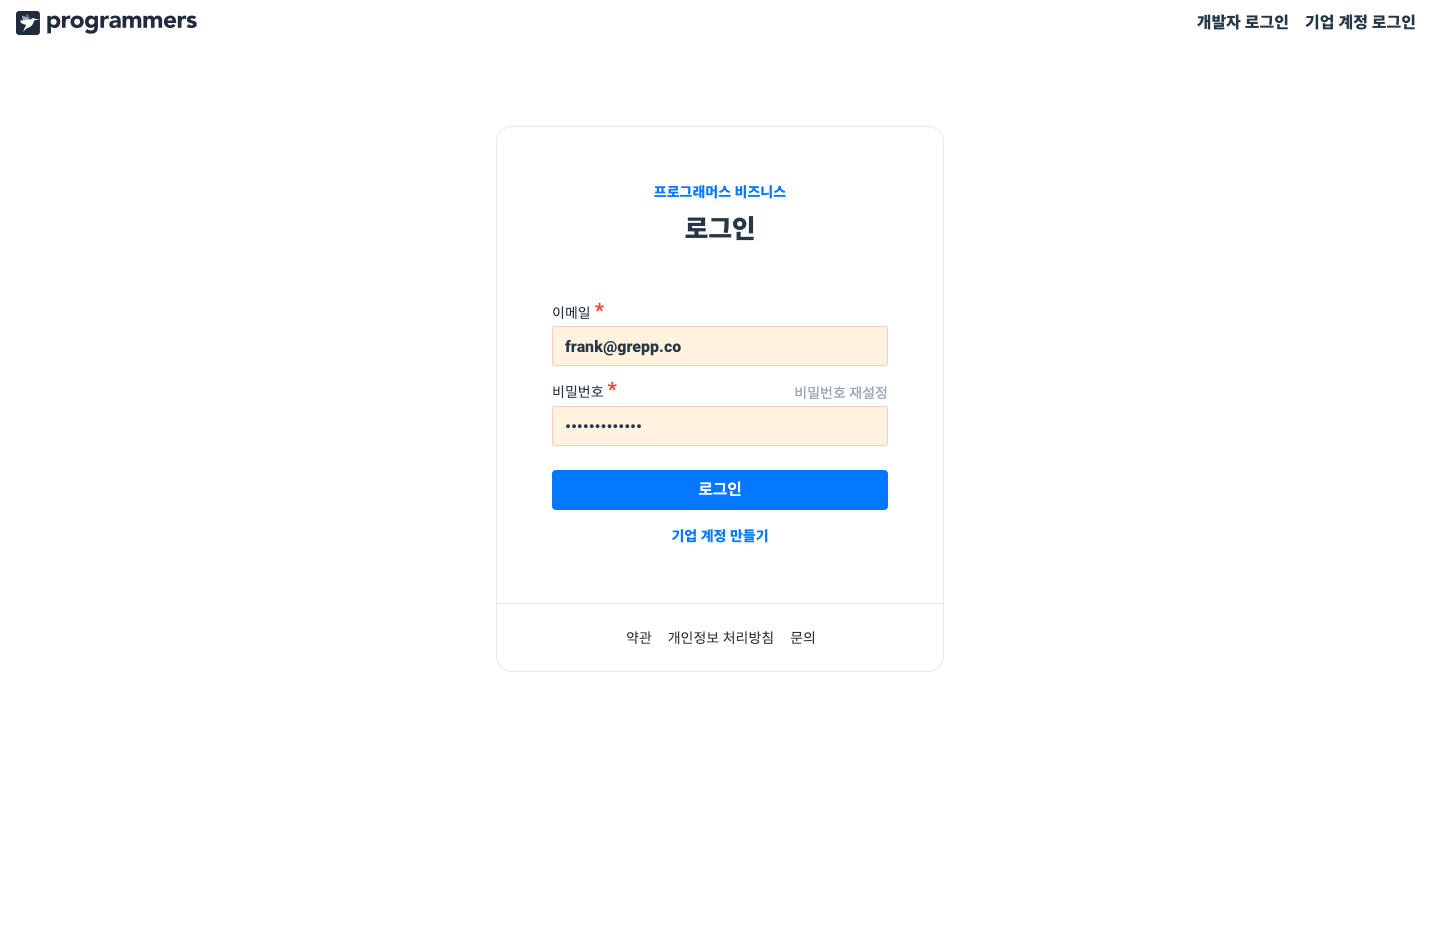 programmers
개발자 로그인 기업 계정 로그인
프로그래머스 비즈니스
로그인
이메일 *
frank@grepp.co
비밀번호 * 비밀번호 재설정
•••••••••••••
로그인
기업 계정 만들기
약관 개인정보 처리방침 문의